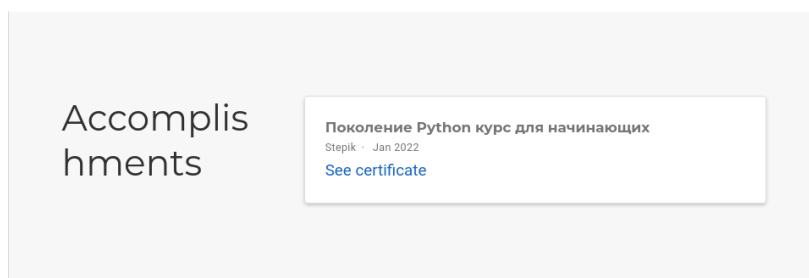 Accomplis
hments
Поколение Python курс для начинающих
Stepik · Jan 2022
See certificate